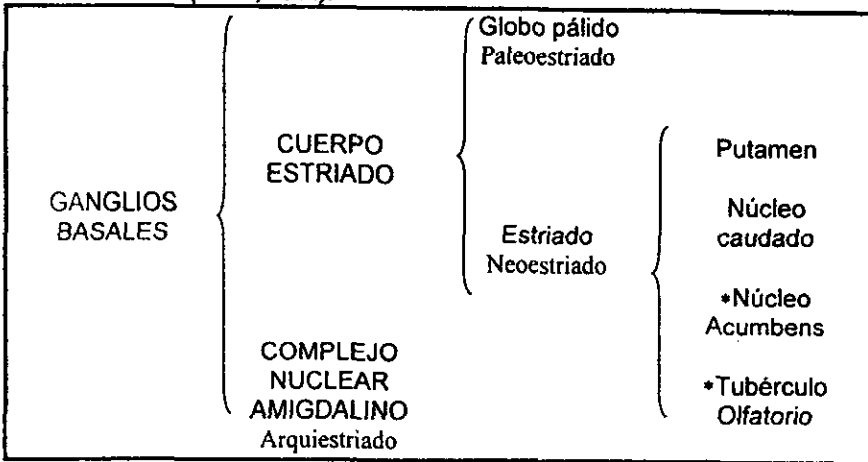 GANGLIOS
BASALES
CUERPO
ESTRIADO
Globo pálido
Paleoestriado
Estriado
Neoestriado
Putamen
Núcleo
caudado
*Núcleo
Acumbens
*Tubérculo
Olfatorio
COMPLEJO
NUCLEAR
AMIGDALINO
Arquiestriado